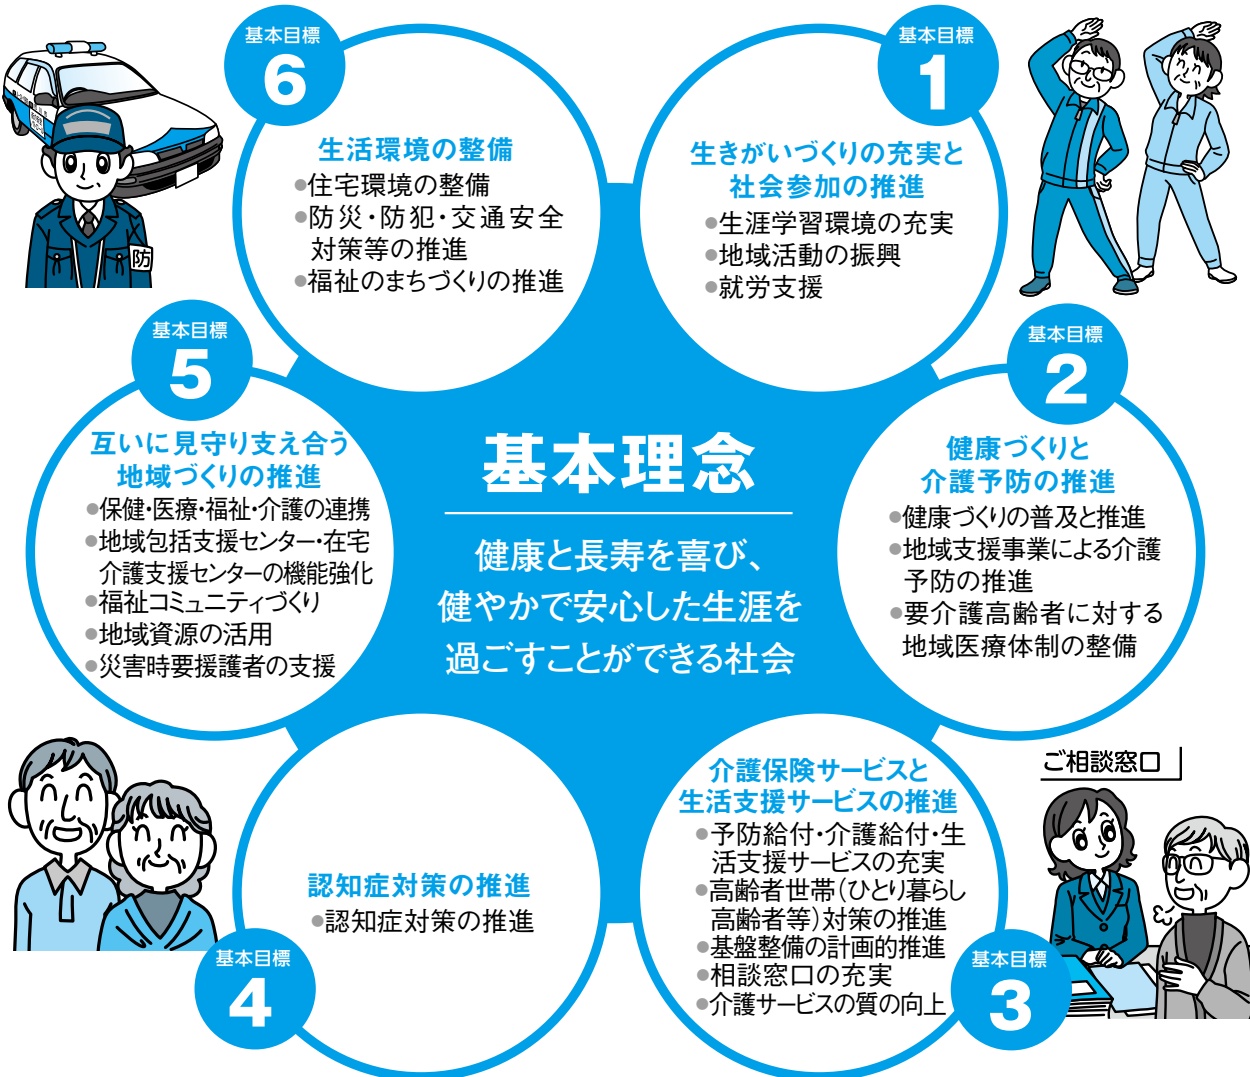 基本理念
健康と長寿を喜び、
健やかで安心した生涯を
過ごすことができる社会
基本目標
1
生きがいづくりの充実と
社会参加の推進
●生涯学習環境の充実
●地域活動の振興
●就労支援
基本目標
2
健康づくりと
介護予防の推進
●健康づくりの普及と推進
●地域支援事業による介護
予防の推進
●要介護高齢者に対する
地域医療体制の整備
基本目標
3
介護保険サービスと
生活支援サービスの推進
●予防給付・介護給付・生
活支援サービスの充実
●高齢者世帯(ひとり暮らし
高齢者等)対策の推進
●基盤整備の計画的推進
●相談窓口の充実
●介護サービスの質の向上
ご相談窓口
基本目標
4
認知症対策の推進
●認知症対策の推進
基本目標
5
互いに見守り支え合う
地域づくりの推進
●保健・医療・福祉・介護の連携
●地域包括支援センター・在宅
介護支援センターの機能強化
●福祉コミュニティづくり
●地域資源の活用
●災害時要援護者の支援
基本目標
6
生活環境の整備
●住宅環境の整備
●防災・防犯・交通安全
対策等の推進
●福祉のまちづくりの推進
防